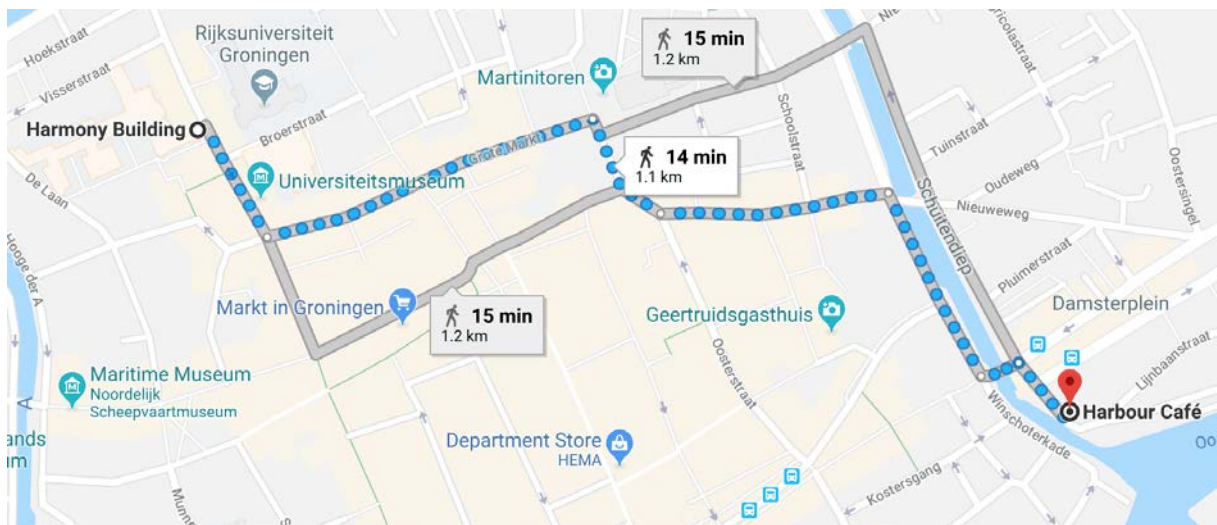 Hoekstraat
Visserstraat
Rijksuniversiteit
Groningen
Martinitoren
15 min
1.2 km
Harmony Building
Broerstraat
De Laan
Universiteitsmuseum
Grote Markt
14 min
1.1 km
Schoolstraat
Schuitendiep
Tuinstraat
Oudeweg
Nieuweweg
Oostersingel
Hooge der A
Markt in Groningen
15 min
1.2 km
Geertruidsgasthuis
Pluimerstraat
Damsterplein
Lijnbaanstraat
Maritime Museum
Noordelijk
Scheepvaartmuseum
A
Oosterstraat
Harbour Café
Winschoterkade
Department Store
HEMA
Kostersgang